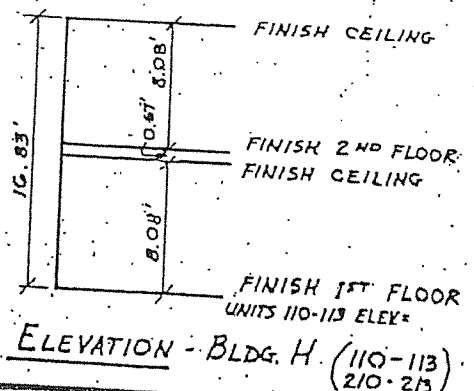 FINISH CEILING
8.08'
16.83'
0.67'
FINISH 2ND FLOOR
FINISH CEILING
8.08'
FINISH 1ST FLOOR
UNITS 110-113 ELEV=
ELEVATION - BLDG. H. (110-113)
210-213